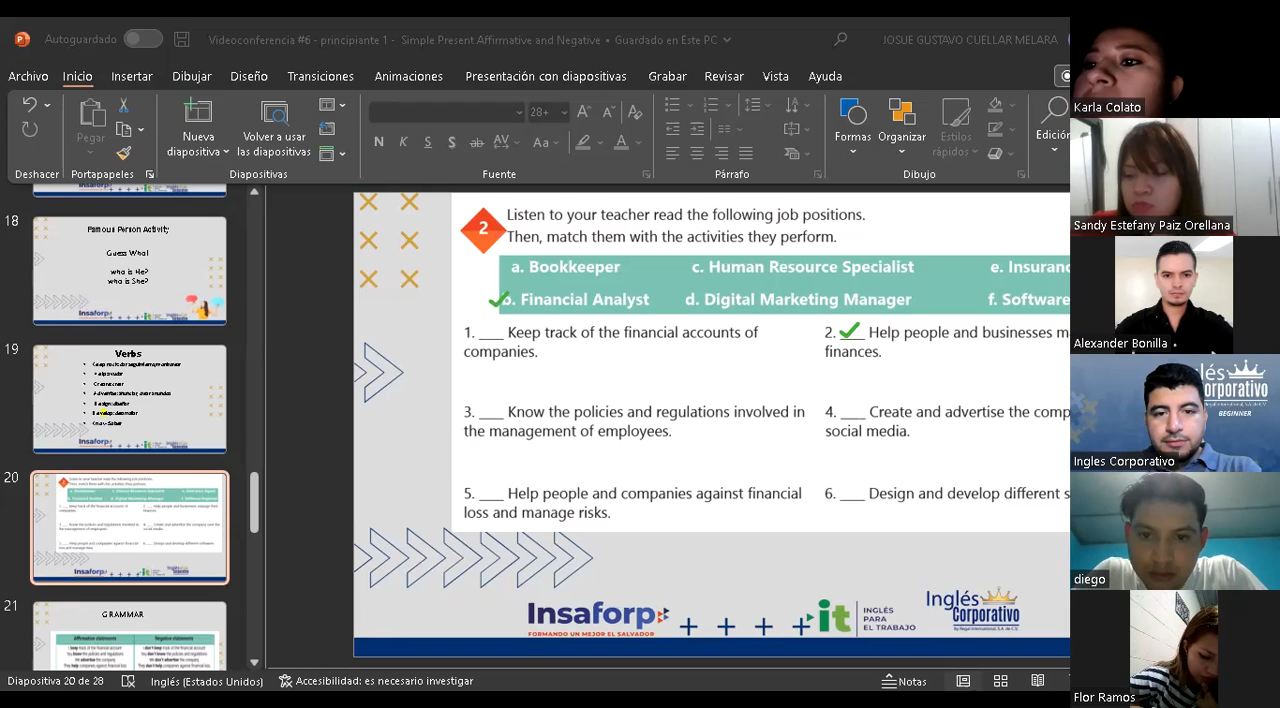 Autoguardado
Videoconferencia #6 - principiante 1 - Simple Present Affirmative and Negative • Guardado en Este PC
JOSUE GUSTAVO CUELLAR MELARA
Archivo Inicio Insertar Dibujar Diseño Transiciones Animaciones Presentación con diapositivas Grabar Revisar Vista Ayuda
28+
Pegar
Nueva diapositiva
Volver a usar las diapositivas
N K S S ab AV Aa A
Formas Organizar Estilos rápidos Edición
Deshacer Portapapeles Diapositivas Fuente Párrafo Dibujo
18
Famous Person Activity
Guess Who!
who is He?
who is She?
19
Verbs
20
21
GRAMMAR
Affirmative statements Negative statements
2
Listen to your teacher read the following job positions.
Then, match them with the activities they perform.
a. Bookkeeper c. Human Resource Specialist e.
b. Financial Analyst d. Digital Marketing Manager f. Software
1. ___ Keep track of the financial accounts of
companies.
2. ___ Help people and businesses
finances.
3. ___ Know the policies and regulations involved in
the management of employees.
4. ___ Create and advertise the
social media.
5. ___ Help people and companies against financial
loss and manage risks.
6. ___ Design and develop different
Insaforp
FORMANDO UN MEJOR EL SALVADOR
it INGLÉS
PARA
EL TRABAJO
Inglés
Corporativo
Diapositiva 20 de 28
Inglés (Estados Unidos)
Accesibilidad: es necesario investigar
Notas
Karla Colato
Sandy Estefany Paiz Orellana
Alexander Bonilla
BEGINNER
Ingles Corporativo
diego
Flor Ramos